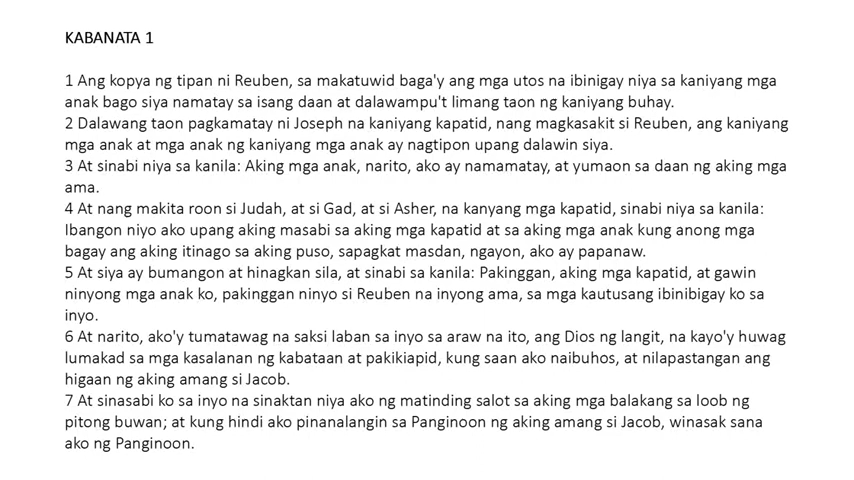 KABANATA 1
1 Ang kopya ng tipan ni Reuben, sa makatuwid baga'y ang mga utos na ibinigay niya sa kaniyang mga
anak bago siya namatay sa isang daan at dalawampu't limang taon ng kaniyang buhay.
2 Dalawang taon pagkamatay ni Joseph na kaniyang kapatid, nang magkasakit si Reuben, ang kaniyang
mga anak at mga anak ng kaniyang mga anak ay nagtipon upang dalawin siya.
3 At sinabi niya sa kanila: Aking mga anak, narito, ako ay namamatay, at yumaon sa daan ng aking mga
ama.
4 At nang makita roon si Judah, at si Gad, at si Asher, na kanyang mga kapatid, sinabi niya sa kanila:
Ibangon niyo ako upang aking masabi sa aking mga kapatid at sa aking mga anak kung anong mga
bagay ang aking itinago sa aking puso, sapagkat masdan, ngayon, ako ay papanaw.
5 At siya ay bumangon at hinagkan sila, at sinabi sa kanila: Pakinggan, aking mga kapatid, at gawin
ninyong mga anak ko, pakinggan ninyo si Reuben na inyong ama, sa mga kautusang ibinibigay ko sa
inyo.
6 At narito, ako'y tumatawag na saksi laban sa inyo sa araw na ito, ang Dios ng langit, na kayo'y huwag
lumakad sa mga kasalanan ng kabataan at pakikiapid, kung saan ako naibuhos, at nilapastangan ang
higaan ng aking amang si Jacob.
7 At sinasabi ko sa inyo na sinaktan niya ako ng matinding salot sa aking mga balakang sa loob ng
pitong buwan; at kung hindi ako pinanalangin sa Panginoon ng aking amang si Jacob, winasak sana
ako ng Panginoon.